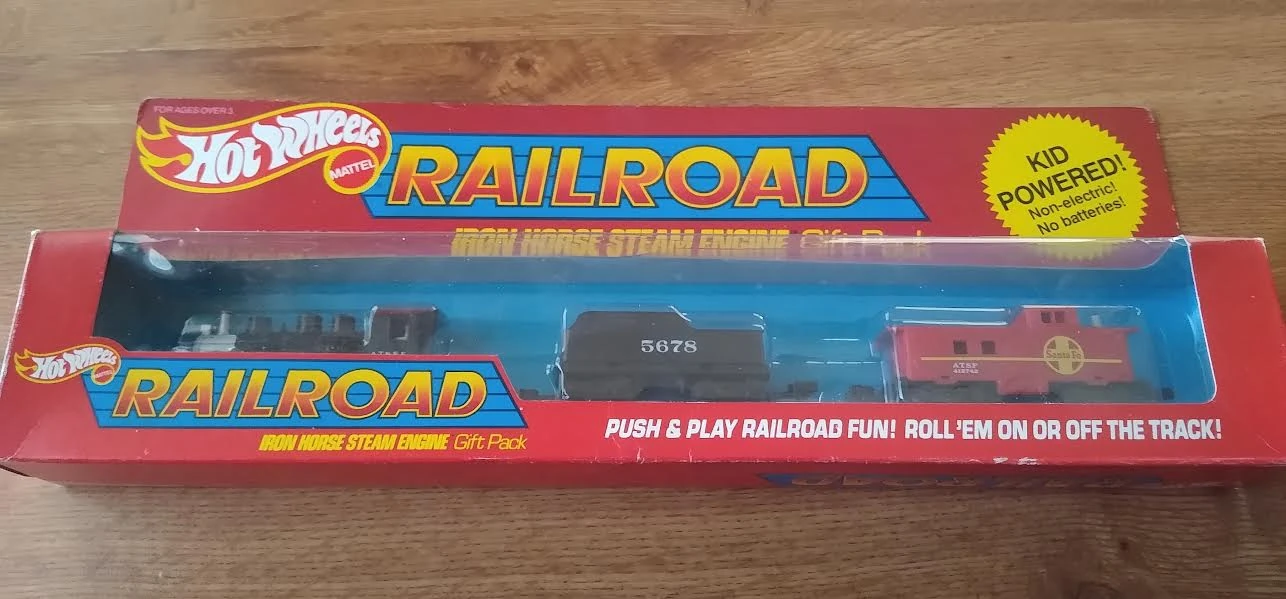 FOR AGES OVER 3
HOT WHEELS
MATTEL
RAILROAD
IRON HORSE STEAM ENGINE Gift Pack
KID
POWERED!
Non-electric!
No batteries!
ATSF
5678
Santa Fe
ATSF
HOT WHEELS
RAILROAD
IRON HORSE STEAM ENGINE Gift Pack
PUSH & PLAY RAILROAD FUN! ROLL 'EM ON OR OFF THE TRACK!